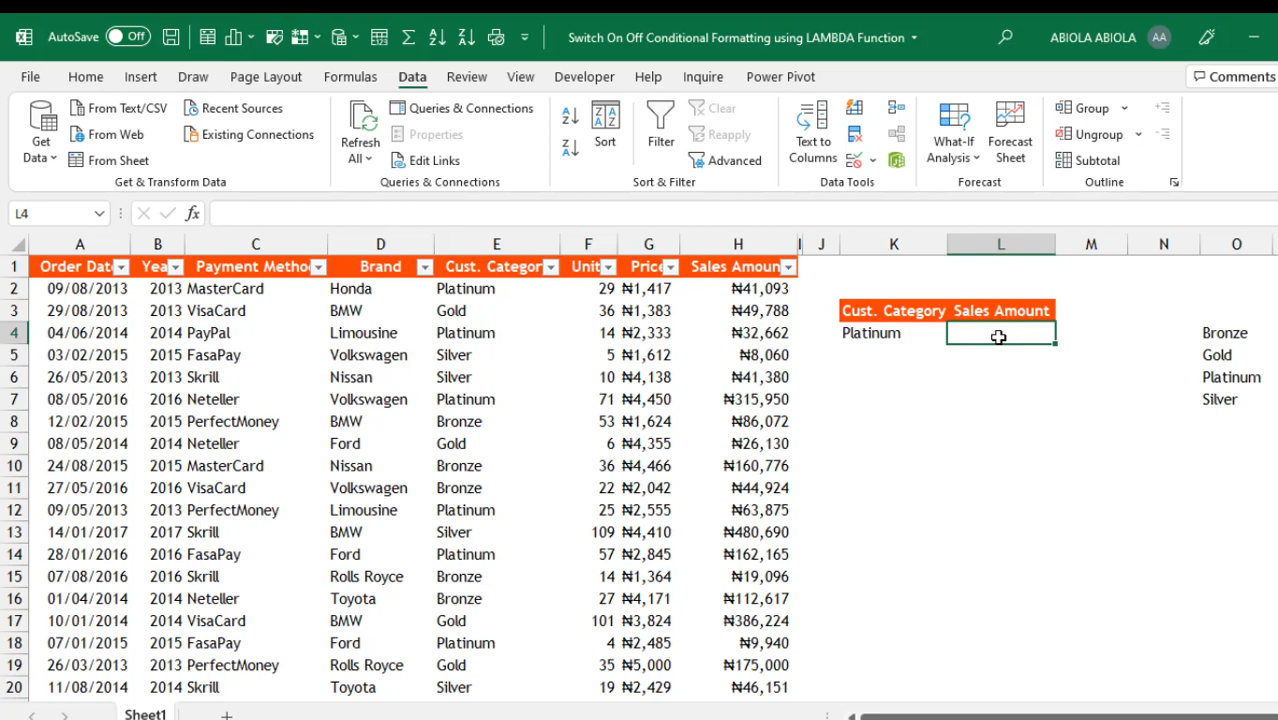 AutoSave Off Switch On Off Conditional Formatting using LAMBDA Function ABIOLA ABIOLA AA
File Home Insert Draw Page Layout Formulas Data Review View Developer Help Inquire Power Pivot Comments
Get Data
From Text/CSV
From Web
From Sheet
Recent Sources
Existing Connections
Get & Transform Data
Refresh All
Queries & Connections
Properties
Edit Links
Queries & Connections
Sort
Filter
Clear
Reapply
Advanced
Sort & Filter
Text to Columns
Data Tools
What-If Analysis
Forecast Sheet
Forecast
Group
Ungroup
Subtotal
Outline
L4 fx
A B C D E F G H I J K L M N O
1 Order Dat Yea Payment Metho Brand Cust. Categor Unit Price Sales Amoun
2 09/08/2013 2013 MasterCard Honda Platinum 29 ₦1,417 ₦41,093
3 29/08/2013 2013 VisaCard BMW Gold 36 ₦1,383 ₦49,788 Cust. Category Sales Amount
4 04/06/2014 2014 PayPal Limousine Platinum 14 ₦2,333 ₦32,662 Platinum Bronze
5 03/02/2015 2015 FasaPay Volkswagen Silver 5 ₦1,612 ₦8,060 Gold
6 26/05/2013 2013 Skrill Nissan Silver 10 ₦4,138 ₦41,380 Platinum
7 08/05/2016 2016 Neteller Volkswagen Platinum 71 ₦4,450 ₦315,950 Silver
8 12/02/2015 2015 PerfectMoney BMW Bronze 53 ₦1,624 ₦86,072
9 08/05/2014 2014 Neteller Ford Gold 6 ₦4,355 ₦26,130
10 24/08/2015 2015 MasterCard Nissan Bronze 36 ₦4,466 ₦160,776
11 27/05/2016 2016 VisaCard Volkswagen Bronze 22 ₦2,042 ₦44,924
12 09/05/2013 2013 PerfectMoney Limousine Platinum 25 ₦2,555 ₦63,875
13 14/01/2017 2017 Skrill BMW Silver 109 ₦4,410 ₦480,690
14 28/01/2016 2016 FasaPay Ford Platinum 57 ₦2,845 ₦162,165
15 07/08/2016 2016 Skrill Rolls Royce Bronze 14 ₦1,364 ₦19,096
16 01/04/2014 2014 Neteller Toyota Bronze 27 ₦4,171 ₦112,617
17 10/01/2014 2014 VisaCard BMW Gold 101 ₦3,824 ₦386,224
18 07/01/2015 2015 FasaPay Ford Platinum 4 ₦2,485 ₦9,940
19 26/03/2013 2013 PerfectMoney Rolls Royce Gold 35 ₦5,000 ₦175,000
20 11/08/2014 2014 Skrill Toyota Silver 19 ₦2,429 ₦46,151
Sheet1